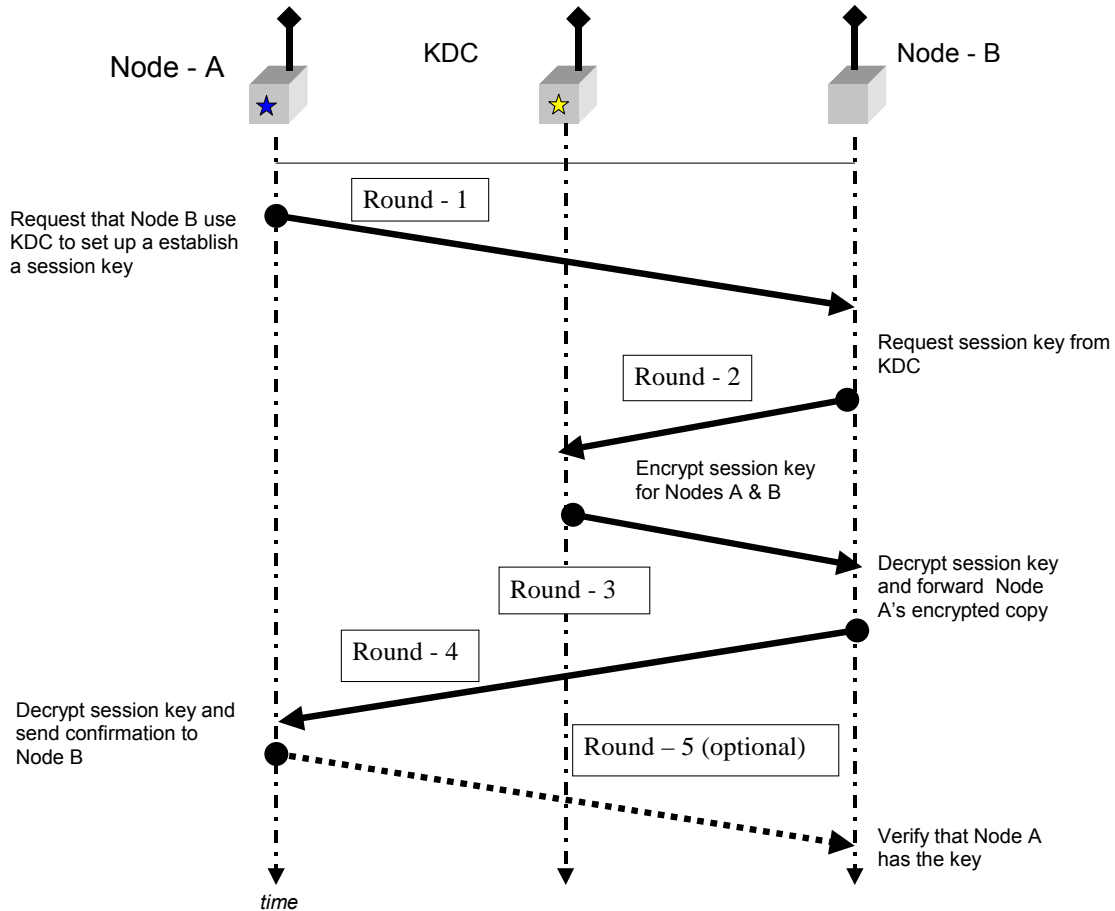 Node - A
KDC
Node - B
Round - 1
Request that Node B use
KDC to set up a establish
a session key
Request session key from
KDC
Round - 2
Encrypt session key
for Nodes A & B
Decrypt session key
and forward  Node
A’s encrypted copy
Round - 3
Round - 4
Decrypt session key and
send confirmation to
Node B
Round – 5 (optional)
Verify that Node A
has the key
time